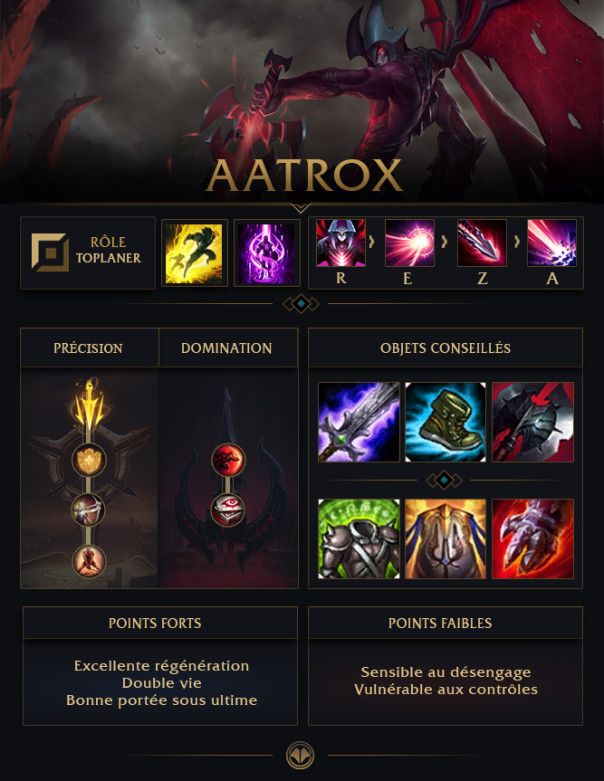 AATROX
RÔLE
TOPLANER
R
E
Z
A
PRÉCISION
DOMINATION
OBJETS CONSEILLÉS
POINTS FORTS
Excellente régénération
Double vie
Bonne portée sous ultime
POINTS FAIBLES
Sensible au désengage
Vulnérable aux contrôles